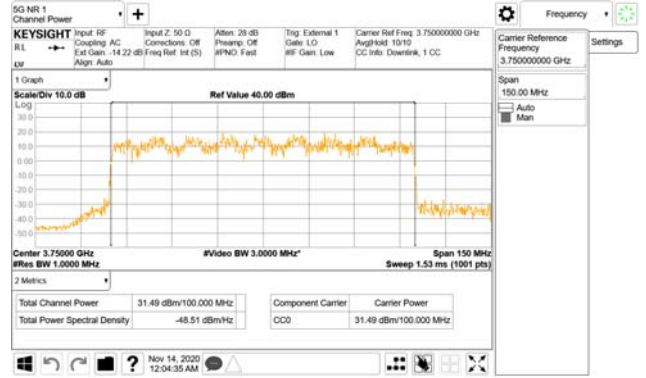 5G NR 1
Channel Power
+
Frequency
KEYSIGHT
RL
Input: RF
Coupling: AC
Ext Gain: -14.22 dB
Align: Auto
Input Z: 50 Ω
Corrections: Off
Freq Ref: Int (S)
Atten: 28 dB
Preamp: Off
#PNO: Fast
Trig: External 1
Gate: LO
#IF Gain: Low
Carrier Ref Freq: 3.750000000 GHz
Avg|Hold: 10/10
CC Info: Downlink, 1 CC
Carrier Reference
Frequency
3.750000000 GHz
Settings
Span
150.00 MHz
Auto
Man
1 Graph
Scale/Div 10.0 dB
Ref Value 40.00 dBm
Log
30.0
20.0
10.0
0.00
-10.0
-20.0
-30.0
-40.0
-50.0
Center 3.75000 GHz
#Video BW 3.0000 MHz*
Span 150 MHz
#Res BW 1.0000 MHz
Sweep 1.53 ms (1001 pts)
2 Metrics
Total Channel Power 31.49 dBm/100.000 MHz
Total Power Spectral Density -48.51 dBm/Hz
Component Carrier Carrier Power
CC0 31.49 dBm/100.000 MHz
?
Nov 14, 2020
12:04:35 AM